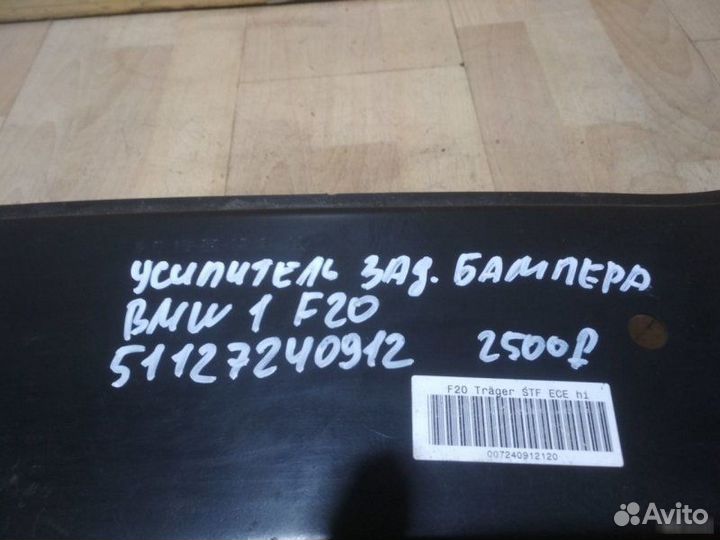 усилитель зад. бампера
BMW 1 F20
51127240912 2500₽
F20 Träger STF ECE hi
007240912120
Avito